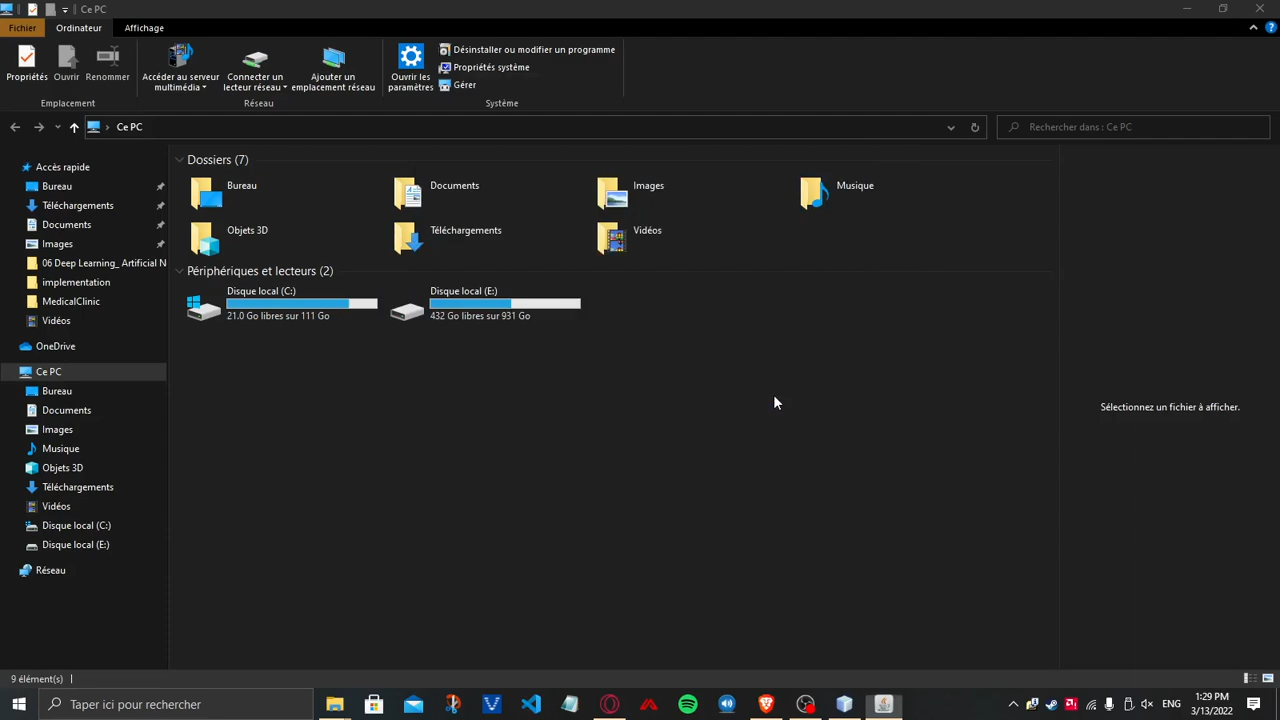 Ce PC
Fichier
Ordinateur
Affichage
Propriétés
Ouvrir
Renommer
Accéder au serveur
multimédia
Connecter un
lecteur réseau
Ajouter un
emplacement réseau
Ouvrir les
paramètres
Désinstaller ou modifier un programme
Propriétés système
Gérer
Emplacement
Réseau
Système
Ce PC
Rechercher dans : Ce PC
Accès rapide
Bureau
Téléchargements
Documents
Images
06 Deep Learning_ Artificial N
implementation
MedicalClinic
Vidéos
OneDrive
Ce PC
Bureau
Documents
Images
Musique
Objets 3D
Téléchargements
Vidéos
Disque local (C:)
Disque local (E:)
Réseau
Dossiers (7)
Bureau
Documents
Images
Musique
Objets 3D
Téléchargements
Vidéos
Périphériques et lecteurs (2)
Disque local (C:)
21.0 Go libres sur 111 Go
Disque local (E:)
432 Go libres sur 931 Go
Sélectionnez un fichier à afficher.
9 élément(s)
Taper ici pour rechercher
ENG
1:29 PM
3/13/2022